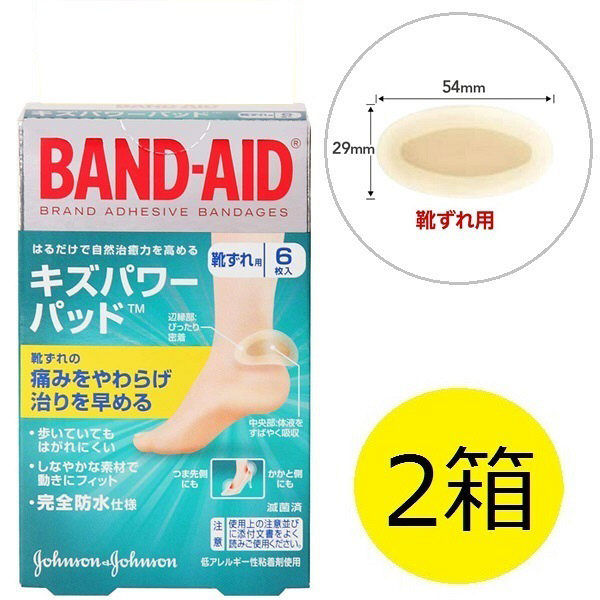 BAND-AID®
BRAND ADHESIVE BANDAGES
はるだけで自然治癒力を高める
キズパワー
パッド™
靴ずれ用
6
枚入
辺縁部:
ぴったり
密着
靴ずれの
痛みをやわらげ
治りを早める
中央部:体液を
すばやく吸収
・歩いていても
はがれにくい
・しなやかな素材で
動きにフィット
・完全防水仕様
つま先側
にも
かかと側
にも
滅菌済
注意
使用上の注意並び
に添付文書をよく
読みご使用ください。
Johnson & Johnson
低アレルギー性粘着剤使用
54mm
29mm
靴ずれ用
2箱